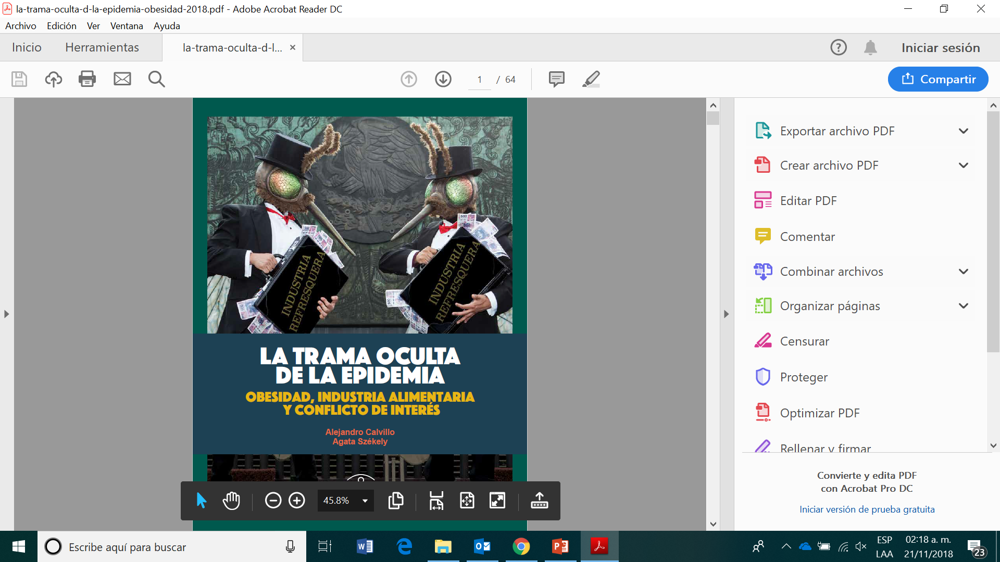 la-trama-oculta-d-la-epidemia-obesidad-2018.pdf - Adobe Acrobat Reader DC
Archivo Edición Ver Ventana Ayuda
Inicio Herramientas la-trama-oculta-d-l... × Iniciar sesión
1 / 64 Compartir
INDUSTRIA
REFRESQUERA
INDUSTRIA
REFRESQUERA
LA TRAMA OCULTA
DE LA EPIDEMIA
OBESIDAD, INDUSTRIA ALIMENTARIA
Y CONFLICTO DE INTERÉS
Alejandro Calvillo
Agata Székely
45.8%
Exportar archivo PDF
Crear archivo PDF
Editar PDF
Comentar
Combinar archivos
Organizar páginas
Censurar
Proteger
Optimizar PDF
Rellenar y firmar
Convierte y edita PDF
con Acrobat Pro DC
Iniciar versión de prueba gratuita
Escribe aquí para buscar
ESP
LAA
02:18 a. m.
21/11/2018
23